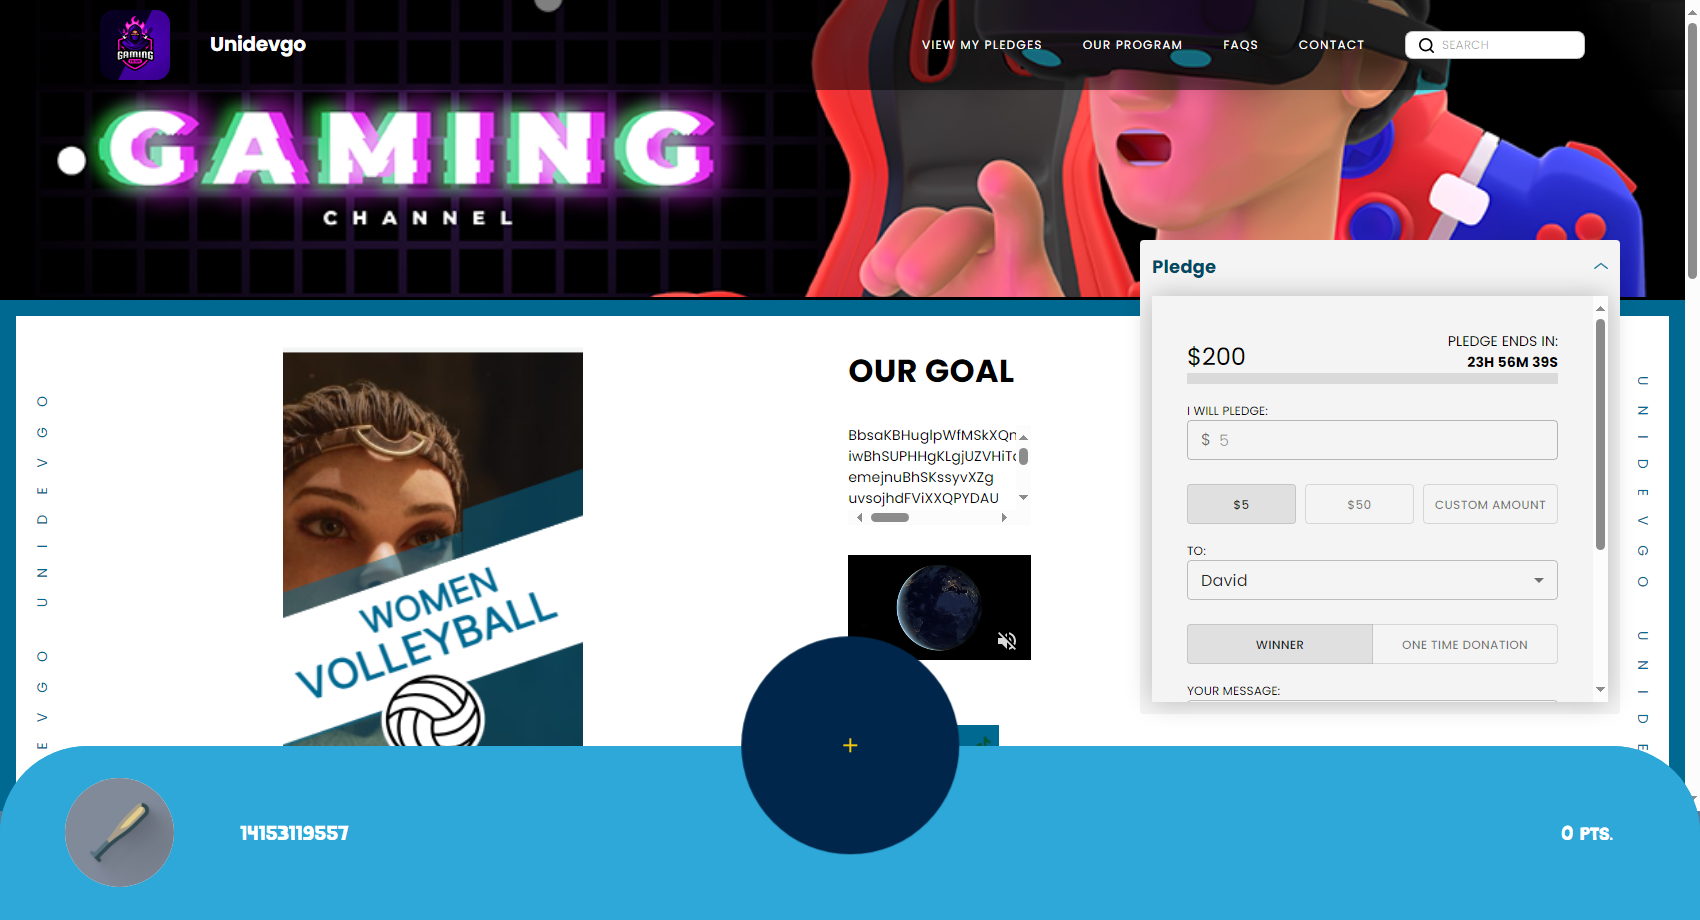 GAMING
Unidevgo
VIEW MY PLEDGES
OUR PROGRAM
FAQS
CONTACT
SEARCH
GAMING
CHANNEL
Pledge
$200
PLEDGE ENDS IN:
23H 56M 39S
I WILL PLEDGE:
$ 5
$5
$50
CUSTOM AMOUNT
TO:
David
WINNER
ONE TIME DONATION
YOUR MESSAGE:
OUR GOAL
BbsaKBHuglpWfMSkXQn
iwBhSUPHHgKLgjUZVHiTc
emejnuBhSKssyvXZg
uvsojhdFViXXQPYDAU
WOMEN
VOLLEYBALL
EVGO UNIDEVGO
UNIDEVGO UNIDE
+
14153119557
0 PTS.